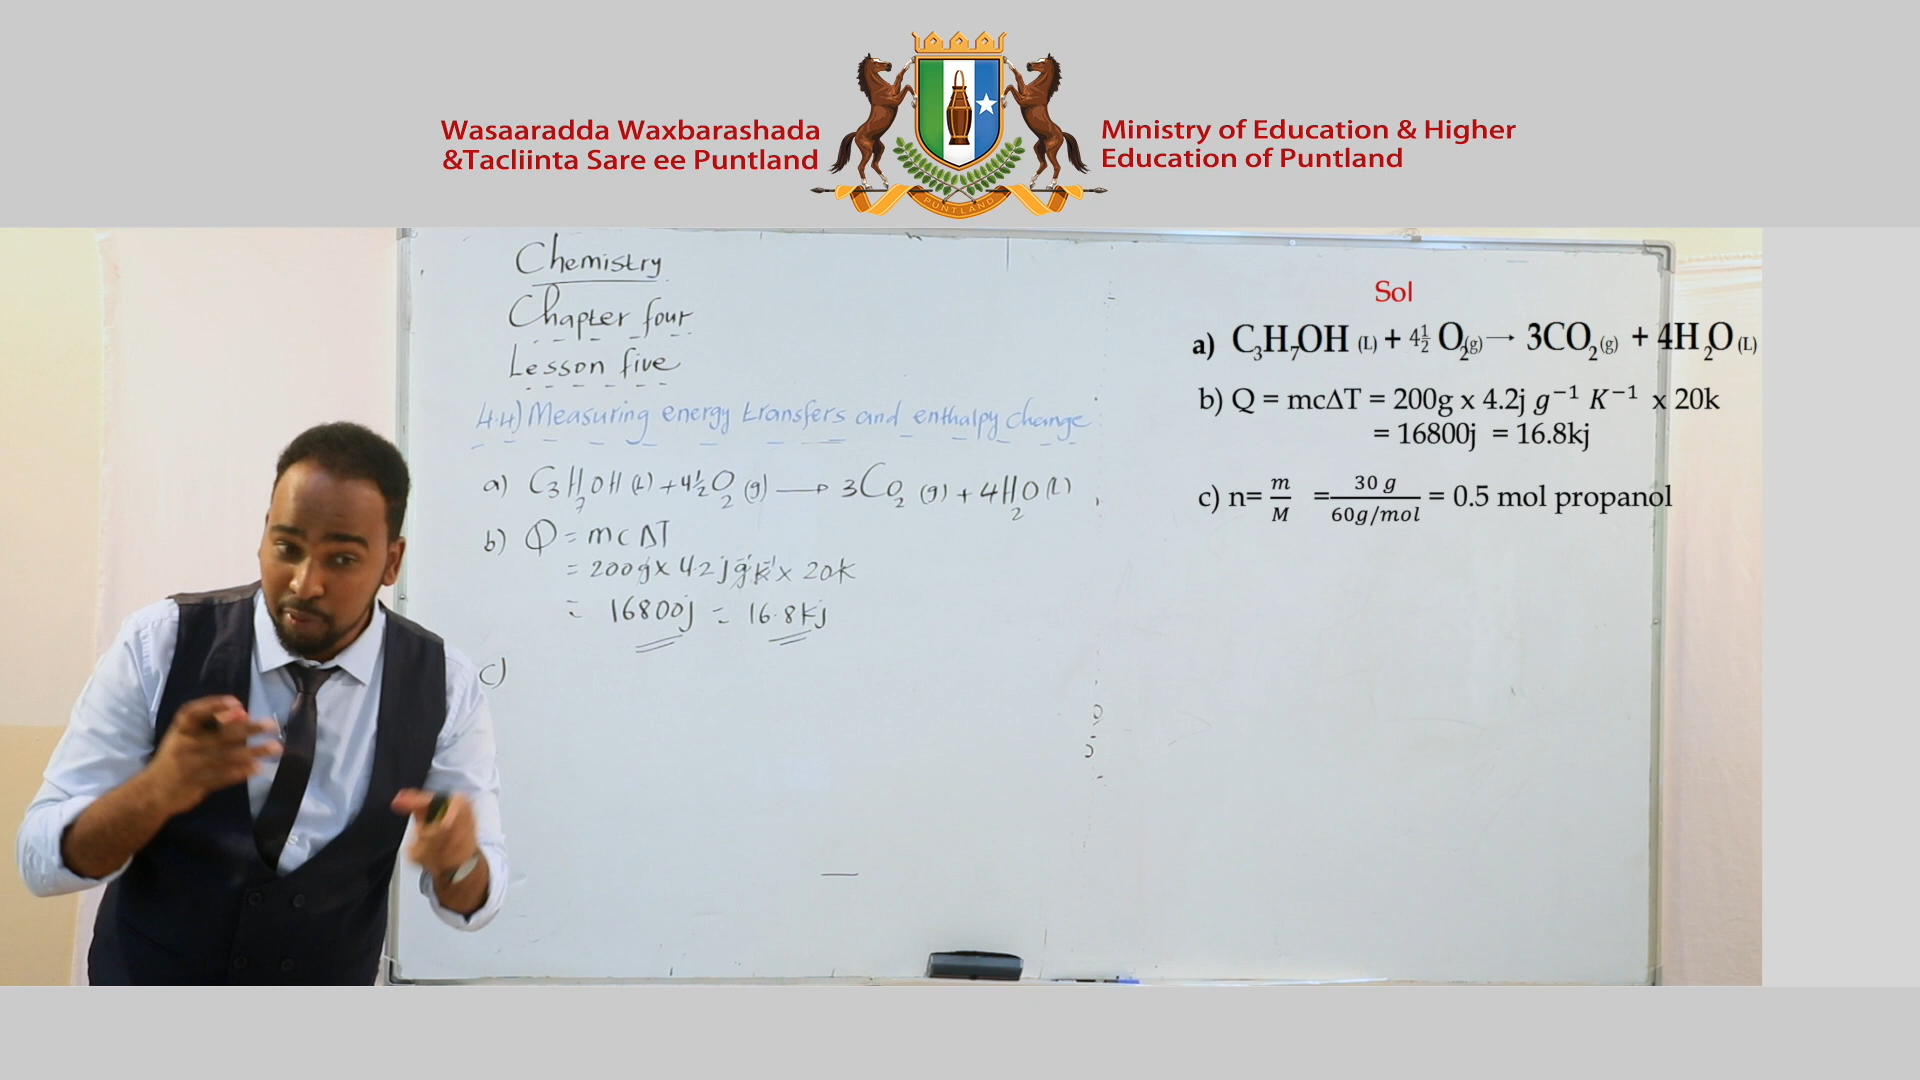 Wasaaradda Waxbarashada
&Tacliinta Sare ee Puntland
Ministry of Education & Higher
Education of Puntland
PUNTLAND
Chemistry
Chapter four
Lesson five
4.4) Measuring energy transfers and enthalpy change
a) C₃H₇OH (L) + 4½O₂ (g) → 3CO₂ (g) + 4H₂O (L)
b) Q = mcΔT
= 200g x 4.2j g⁻¹ k⁻¹ x 20k
= 16800j = 16.8kj
c)
Sol
a) C₃H₇OH (L) + 4½ O₂(g) → 3CO₂(g) + 4H₂O (L)
b) Q = mcΔT = 200g x 4.2j g⁻¹ K⁻¹ x 20k
= 16800j = 16.8kj
c) n= m/M = 30 g/60g/mol = 0.5 mol propanol